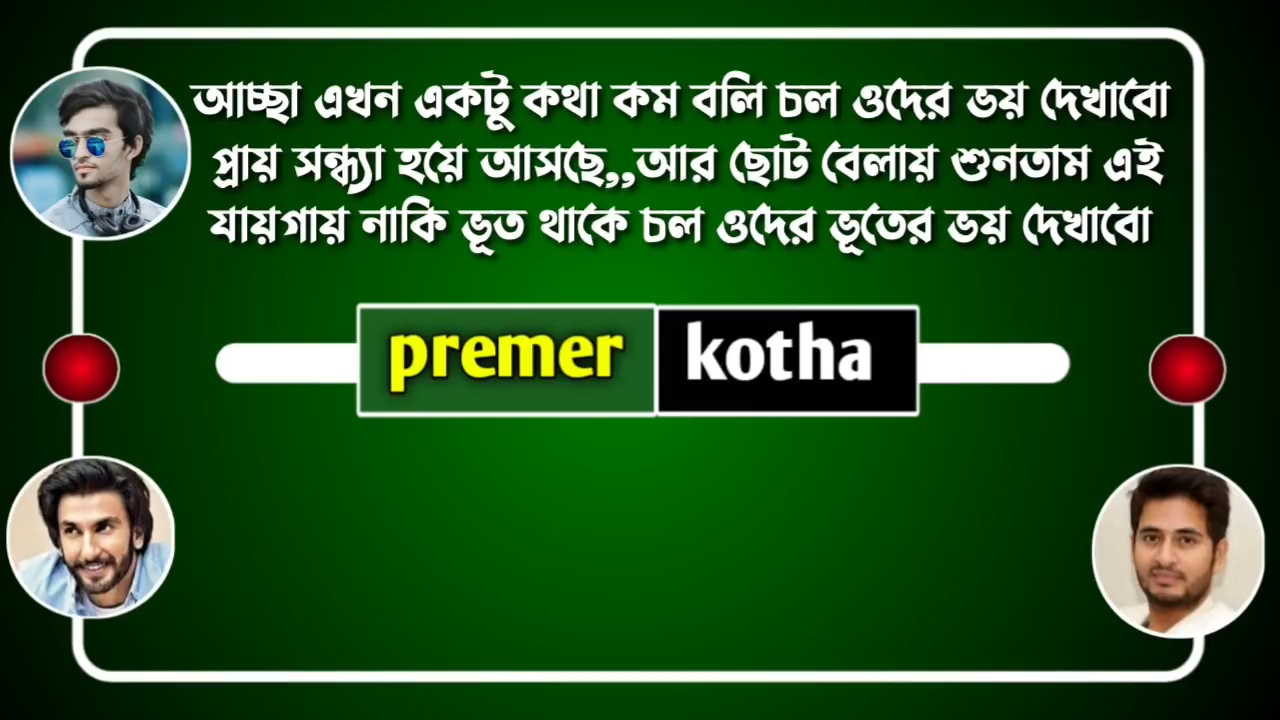 আচ্ছা এখন একটু কথা কম বলি চল ওদের ভয় দেখাবো
প্রায় সন্ধ্যা হয়ে আসছে,,আর ছোট বেলায় শুনতাম এই
যায়গায় নাকি ভূত থাকে চল ওদের ভূতের ভয় দেখাবো
premer kotha